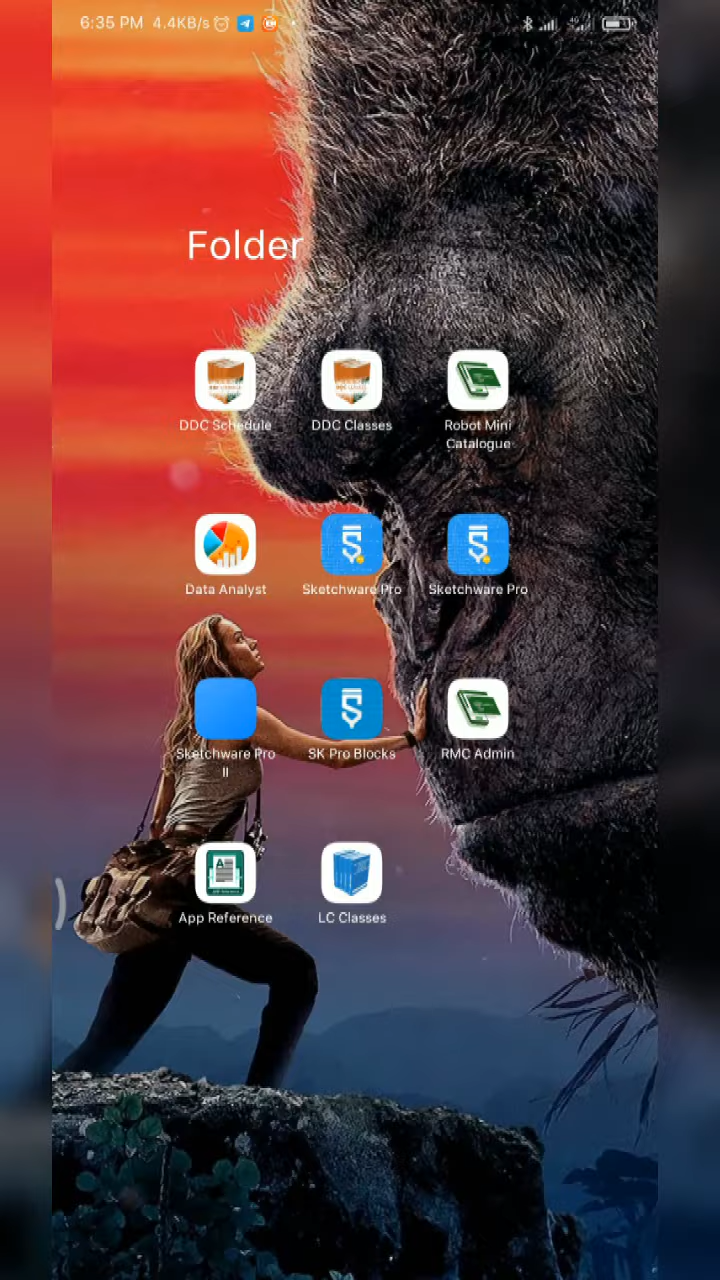 6:35 PM 4.4KB/s
Folder
DDC Schedule
DDC Classes
Robot Mini
Catalogue
Data Analyst
Sketchware Pro
Sketchware Pro
Sketchware Pro
II
SK Pro Blocks
RMC Admin
App Reference
LC Classes